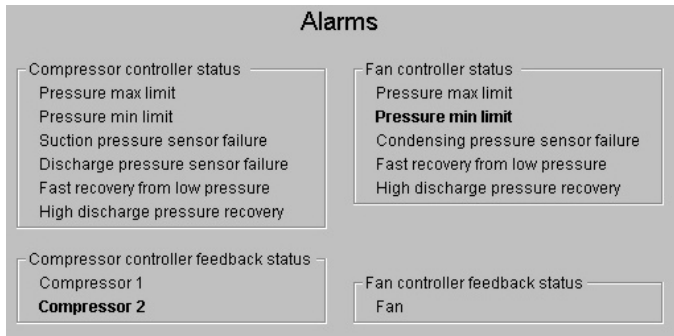 Alarms
Compressor controller status
Pressure max limit
Pressure min limit
Suction pressure sensor failure
Discharge pressure sensor failure
Fast recovery from low pressure
High discharge pressure recovery
Fan controller status
Pressure max limit
Pressure min limit
Condensing pressure sensor failure
Fast recovery from low pressure
High discharge pressure recovery
Compressor controller feedback status
Compressor 1
Compressor 2
Fan controller feedback status
Fan